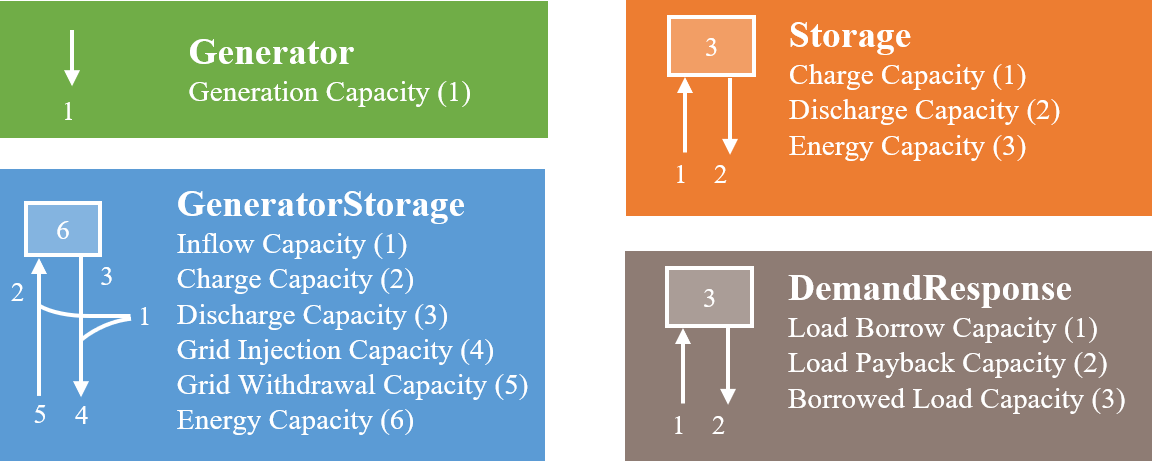 Generator
Generation Capacity (1)
1
3
1 2
Storage
Charge Capacity (1)
Discharge Capacity (2)
Energy Capacity (3)
6
2
3
1
5 4
GeneratorStorage
Inflow Capacity (1)
Charge Capacity (2)
Discharge Capacity (3)
Grid Injection Capacity (4)
Grid Withdrawal Capacity (5)
Energy Capacity (6)
3
1 2
DemandResponse
Load Borrow Capacity (1)
Load Payback Capacity (2)
Borrowed Load Capacity (3)